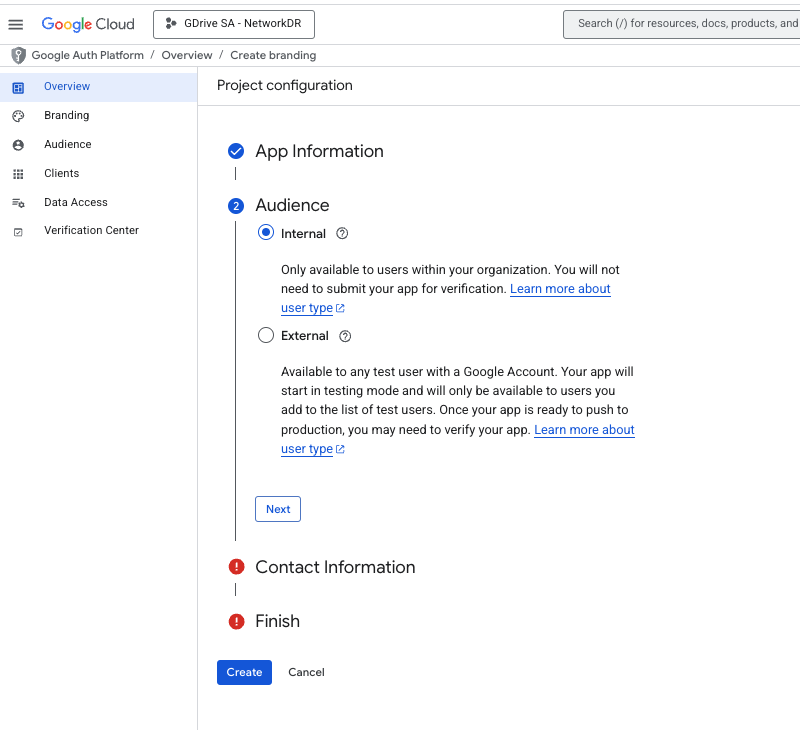 Google Cloud
GDrive SA - NetworkDR
Search (/) for resources, docs, products, and
Google Auth Platform / Overview / Create branding
Overview
Branding
Audience
Clients
Data Access
Verification Center
Project configuration
App Information
2 Audience
Internal
Only available to users within your organization. You will not
need to submit your app for verification. Learn more about
user type
External
Available to any test user with a Google Account. Your app will
start in testing mode and will only be available to users you
add to the list of test users. Once your app is ready to push to
production, you may need to verify your app. Learn more about
user type
Next
Contact Information
Finish
Create Cancel